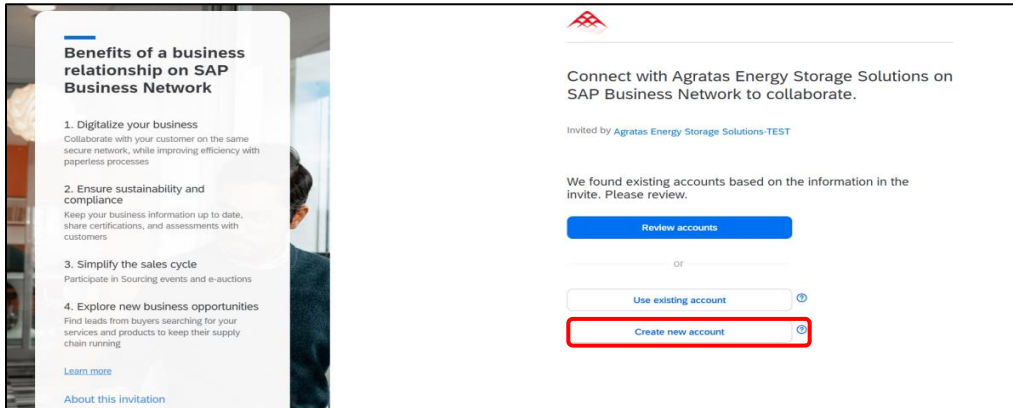 Benefits of a business
relationship on SAP
Business Network
1. Digitalize your business
Collaborate with your customer on the same
secure network, while improving efficiency with
paperless processes
2. Ensure sustainability and
compliance
Keep your business information up to date,
share certifications, and assessments with
customers
3. Simplify the sales cycle
Participate in Sourcing events and e-auctions
4. Explore new business opportunities
Find leads from buyers searching for your
services and products to keep their supply
chain running
Learn more
About this invitation
Connect with Agratas Energy Storage Solutions on
SAP Business Network to collaborate.
Invited by Agratas Energy Storage Solutions-TEST
We found existing accounts based on the information in the
invite. Please review.
Review accounts
or
Use existing account
Create new account